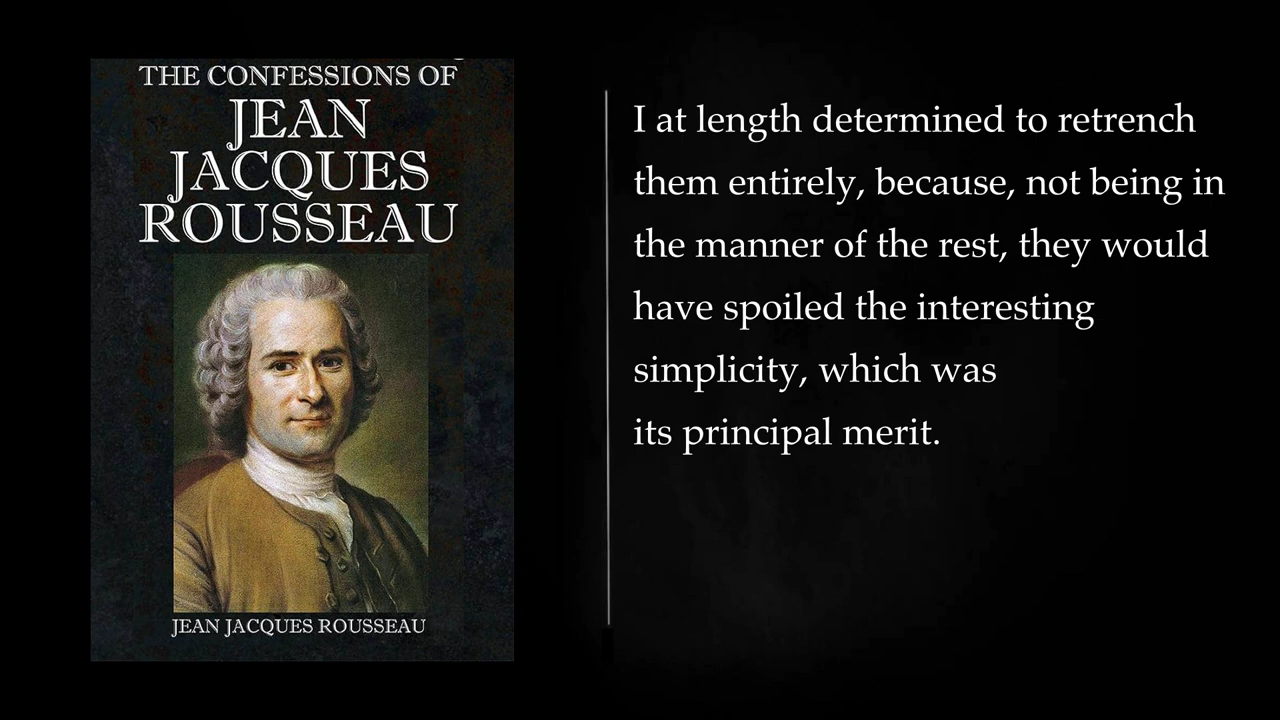 THE CONFESSIONS OF
JEAN
JACQUES
ROUSSEAU
JEAN JACQUES ROUSSEAU
I at length determined to retrench
them entirely, because, not being in
the manner of the rest, they would
have spoiled the interesting
simplicity, which was
its principal merit.